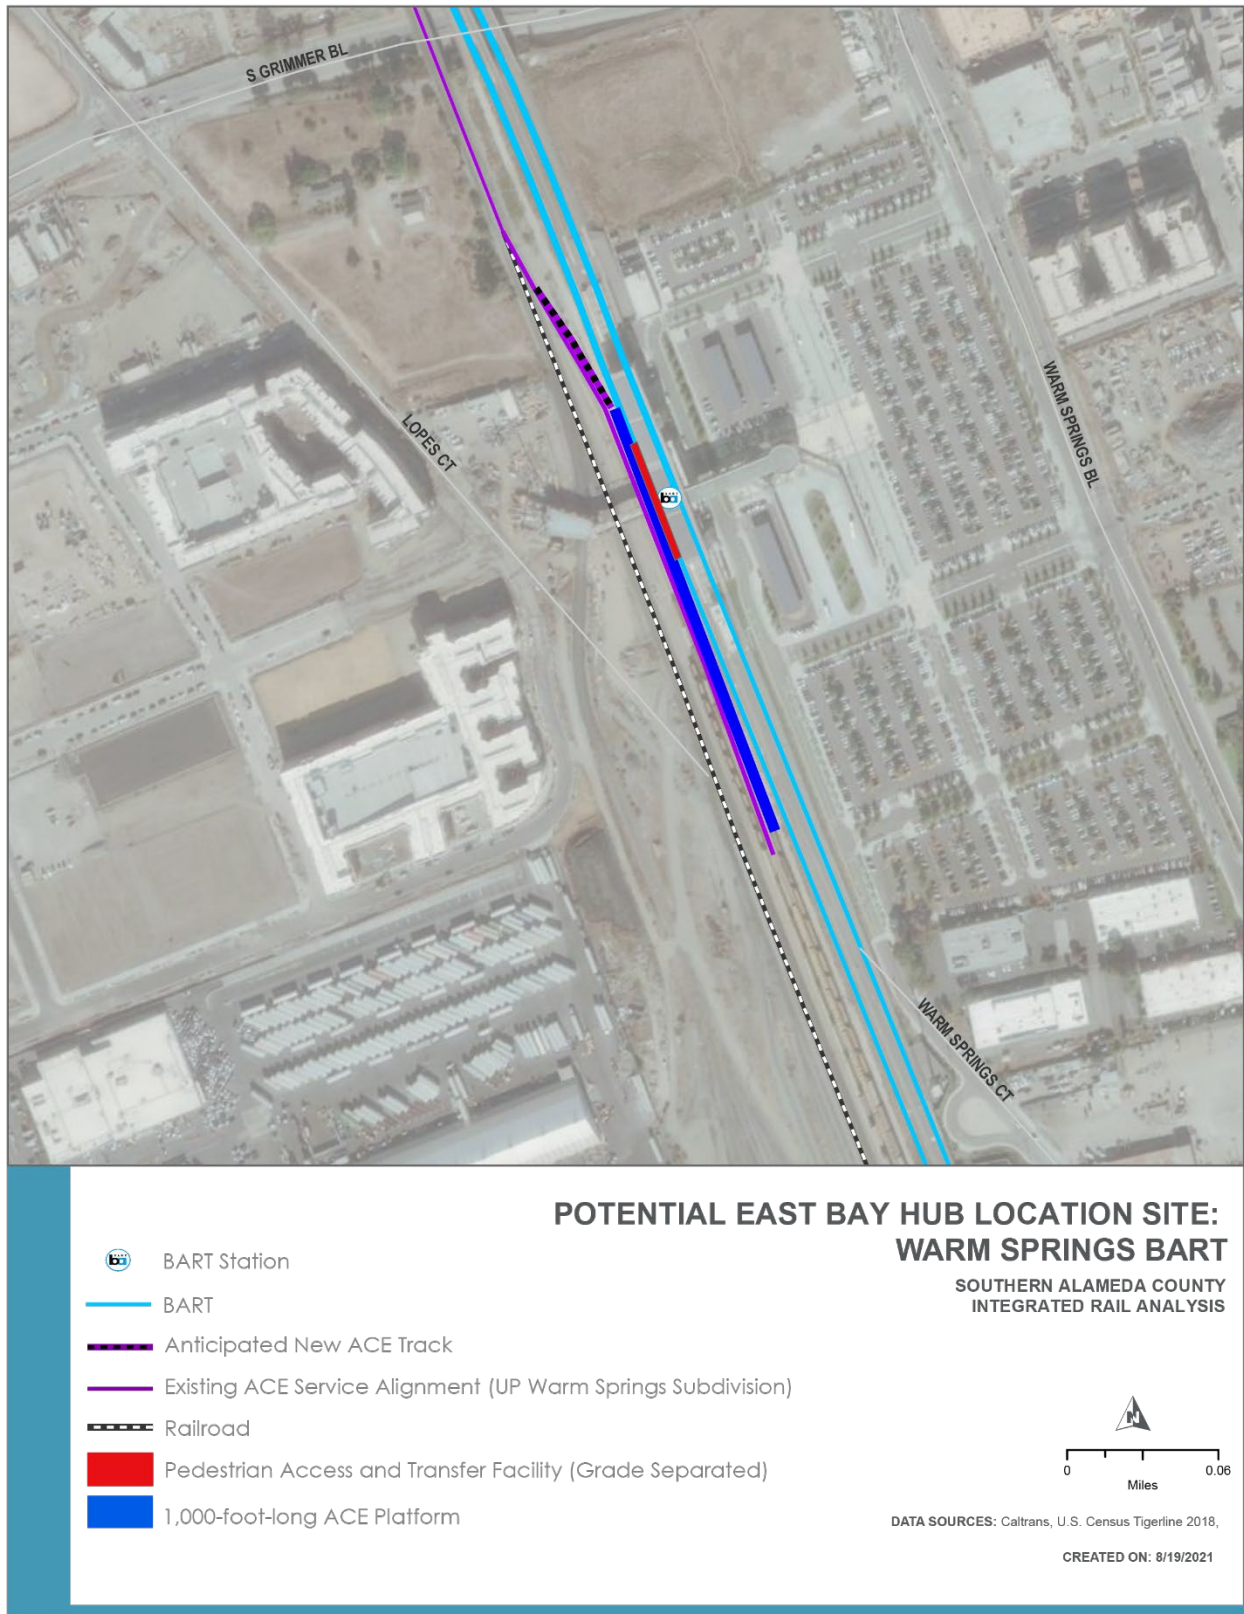 S GRIMMER BL
WARM SPRINGS BL
LOPES CT
WARM SPRINGS CT
POTENTIAL EAST BAY HUB LOCATION SITE:
WARM SPRINGS BART
SOUTHERN ALAMEDA COUNTY
INTEGRATED RAIL ANALYSIS
BART Station
BART
Anticipated New ACE Track
Existing ACE Service Alignment (UP Warm Springs Subdivision)
Railroad
Pedestrian Access and Transfer Facility (Grade Separated)
1,000-foot-long ACE Platform
N
0 0.06
Miles
DATA SOURCES: Caltrans, U.S. Census Tigerline 2018,
CREATED ON: 8/19/2021